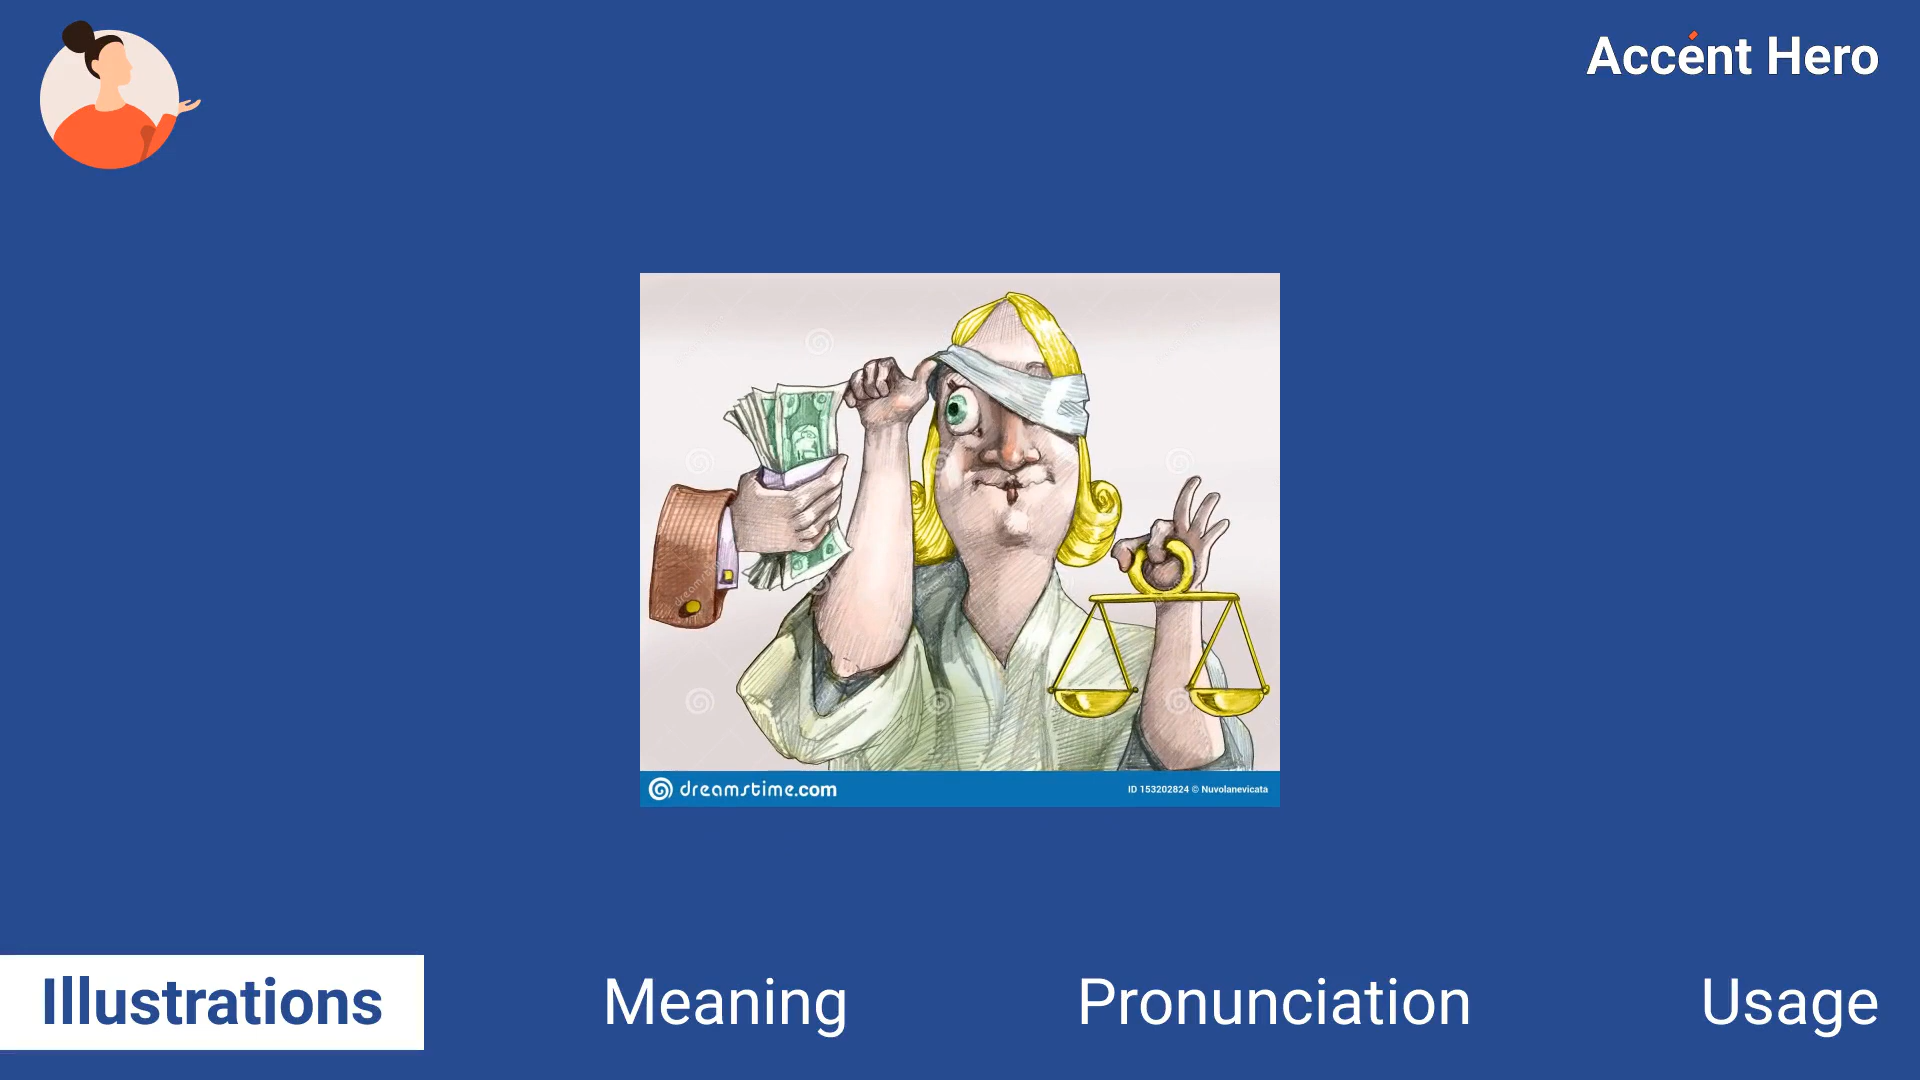 Accent Hero
dreamstime.com
ID 153202824 © Nuvolanevicata
Illustrations
Meaning
Pronunciation
Usage